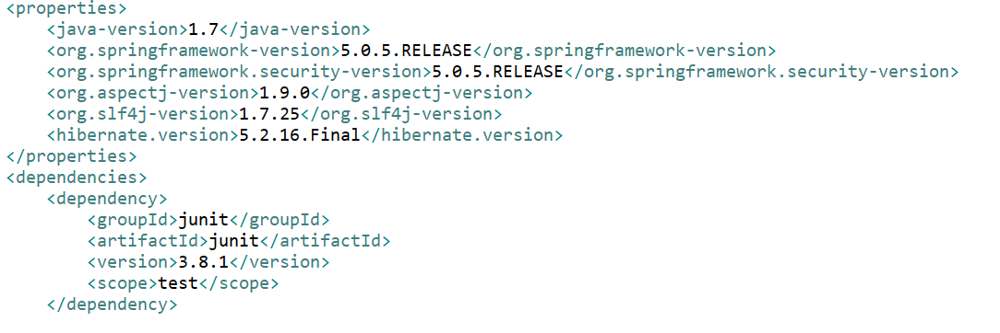 <properties>
    <java-version>1.7</java-version>
    <org.springframework-version>5.0.5.RELEASE</org.springframework-version>
    <org.springframework.security-version>5.0.5.RELEASE</org.springframework.security-version>
    <org.aspectj-version>1.9.0</org.aspectj-version>
    <org.slf4j-version>1.7.25</org.slf4j-version>
    <hibernate.version>5.2.16.Final</hibernate.version>
</properties>
<dependencies>
    <dependency>
        <groupId>junit</groupId>
        <artifactId>junit</artifactId>
        <version>3.8.1</version>
        <scope>test</scope>
    </dependency>